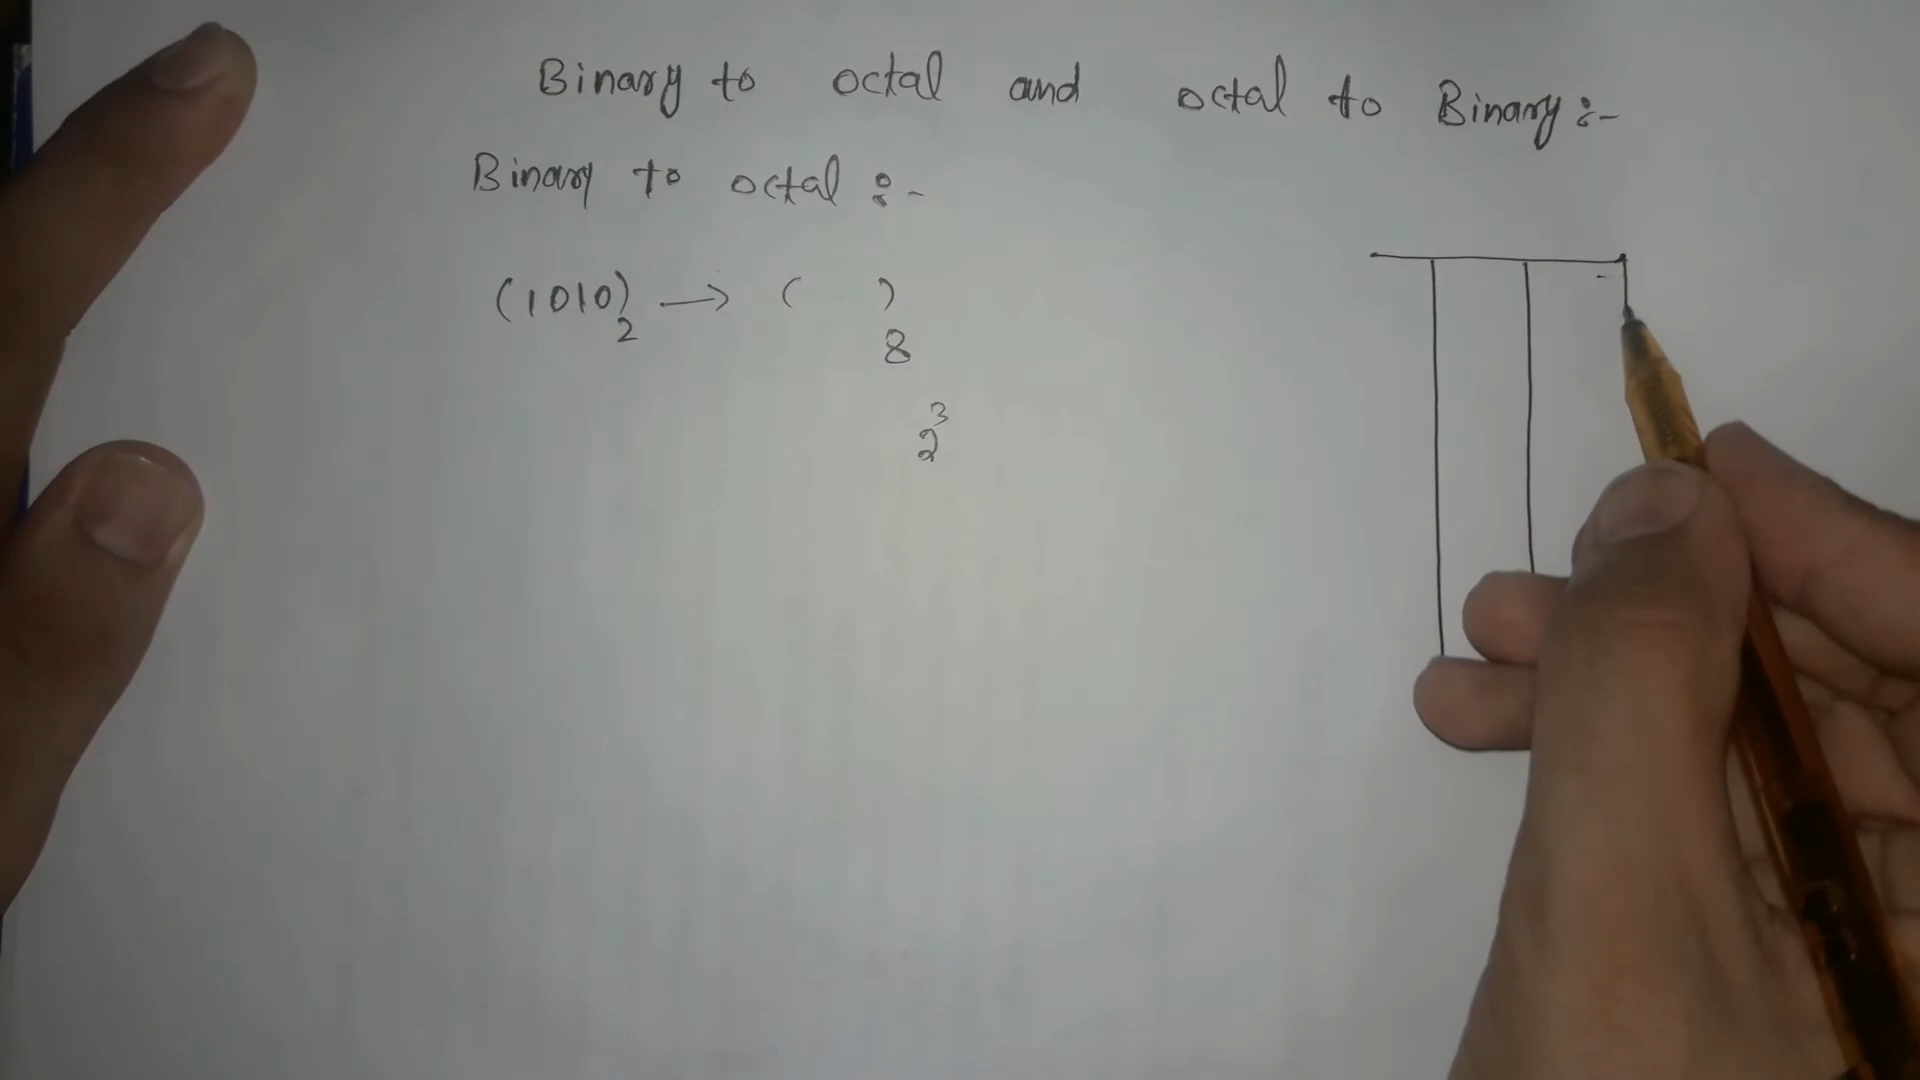 Binary to octal and octal to Binary :-
Binary to octal :-
(1010)₂ → ( )₈
2³